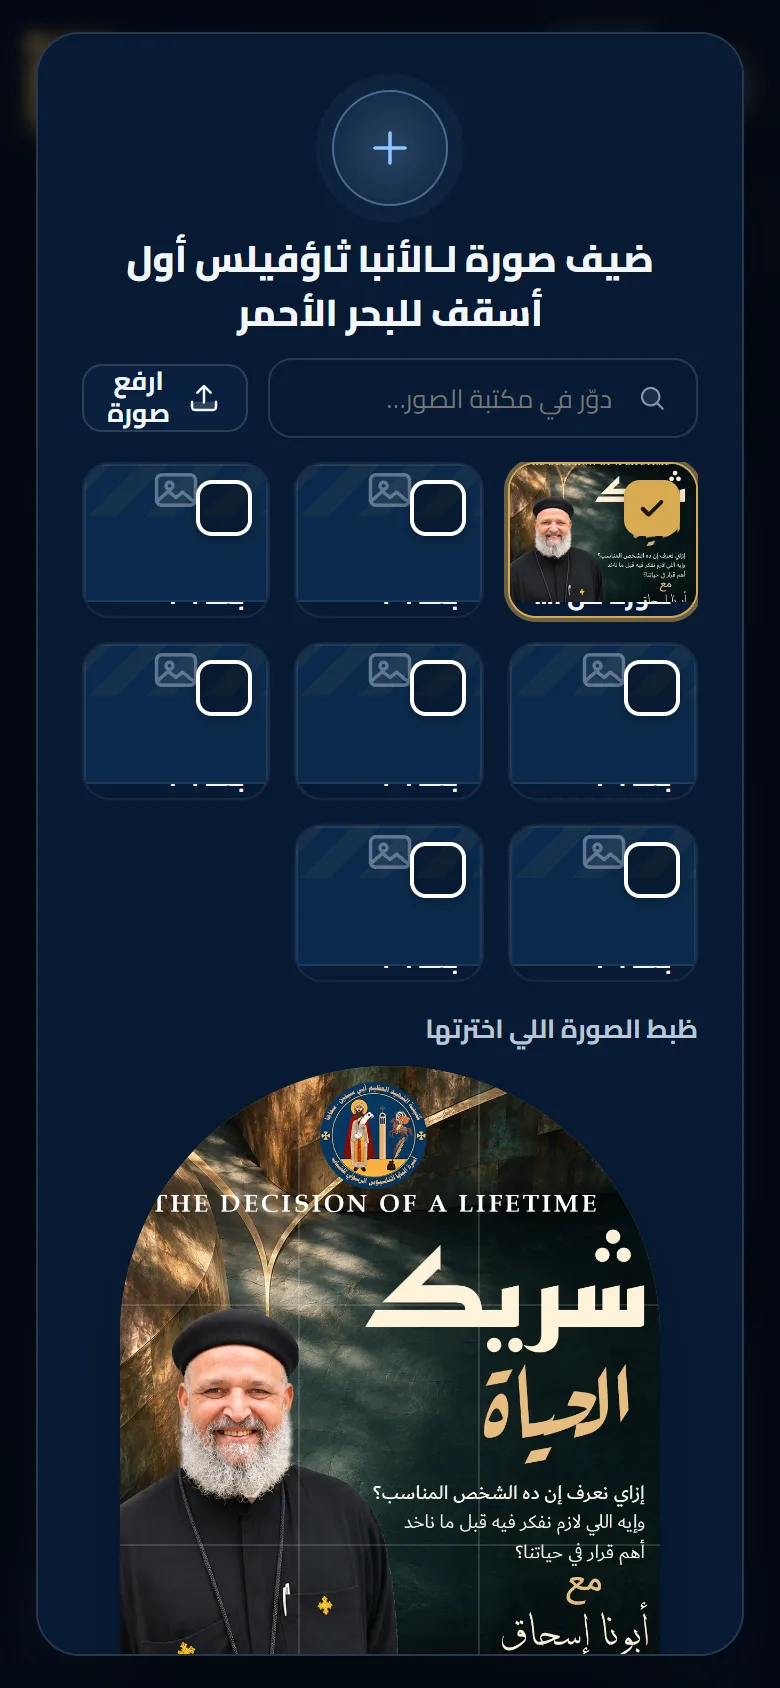 ضيف صورة لـالأنبا ثاؤفيلس أول
أسقف للبحر الأحمر
دوّر في مكتبة الصور...
ارفع
صورة
ظبط الصورة اللي اخترتها
THE DECISION OF A LIFETIME
شريك
الحياة
إزاي نعرف إن ده الشخص المناسب؟
وإيه اللي لازم نفكر فيه قبل ما ناخد
أهم قرار في حياتنا؟
مع
أبونا إسحاق